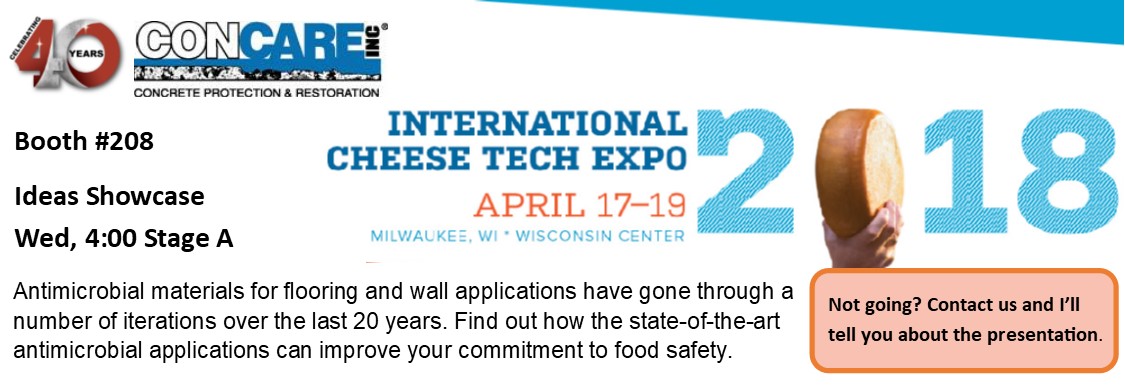 CELEBRATING
40
YEARS
CONCARE INC®
CONCRETE PROTECTION & RESTORATION
Booth #208
Ideas Showcase
Wed, 4:00 Stage A
INTERNATIONAL
CHEESE TECH EXPO
APRIL 17–19
MILWAUKEE, WI * WISCONSIN CENTER
2018
Antimicrobial materials for flooring and wall applications have gone through a
number of iterations over the last 20 years. Find out how the state-of-the-art
antimicrobial applications can improve your commitment to food safety.
Not going? Contact us and I’ll
tell you about the presentation.